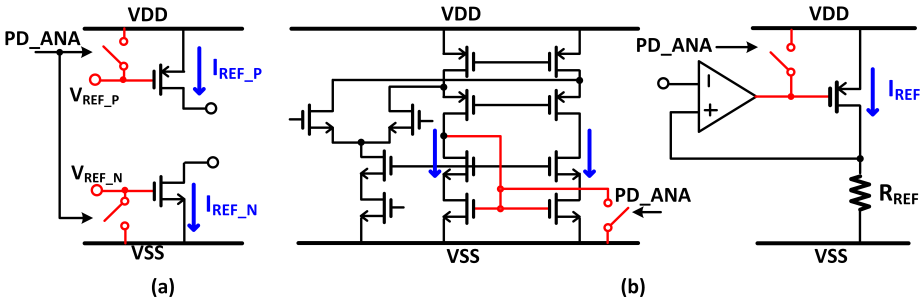 VDD
PD_ANA
I_REF_P
V_REF_P
V_REF_N
I_REF_N
VSS
(a)
VDD
PD_ANA
VSS
(b)
VDD
PD_ANA
I_REF
R_REF
VSS